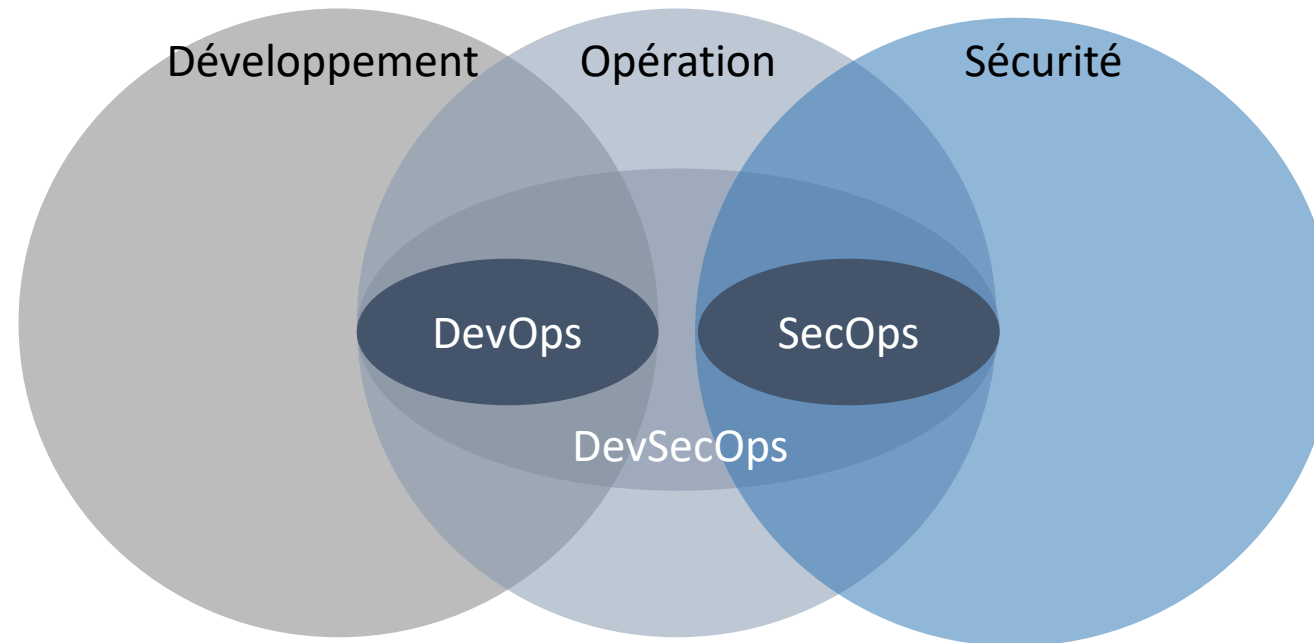 Développement
Opération
Sécurité
DevOps
SecOps
DevSecOps